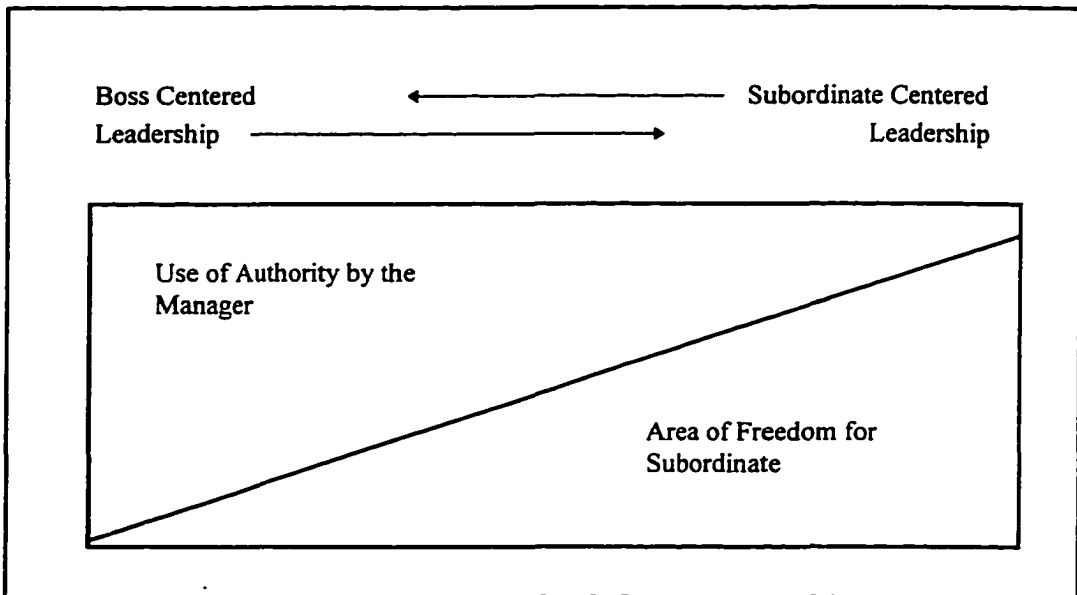 Boss Centered
Leadership
Subordinate Centered
Leadership
Use of Authority by the
Manager
Area of Freedom for
Subordinate